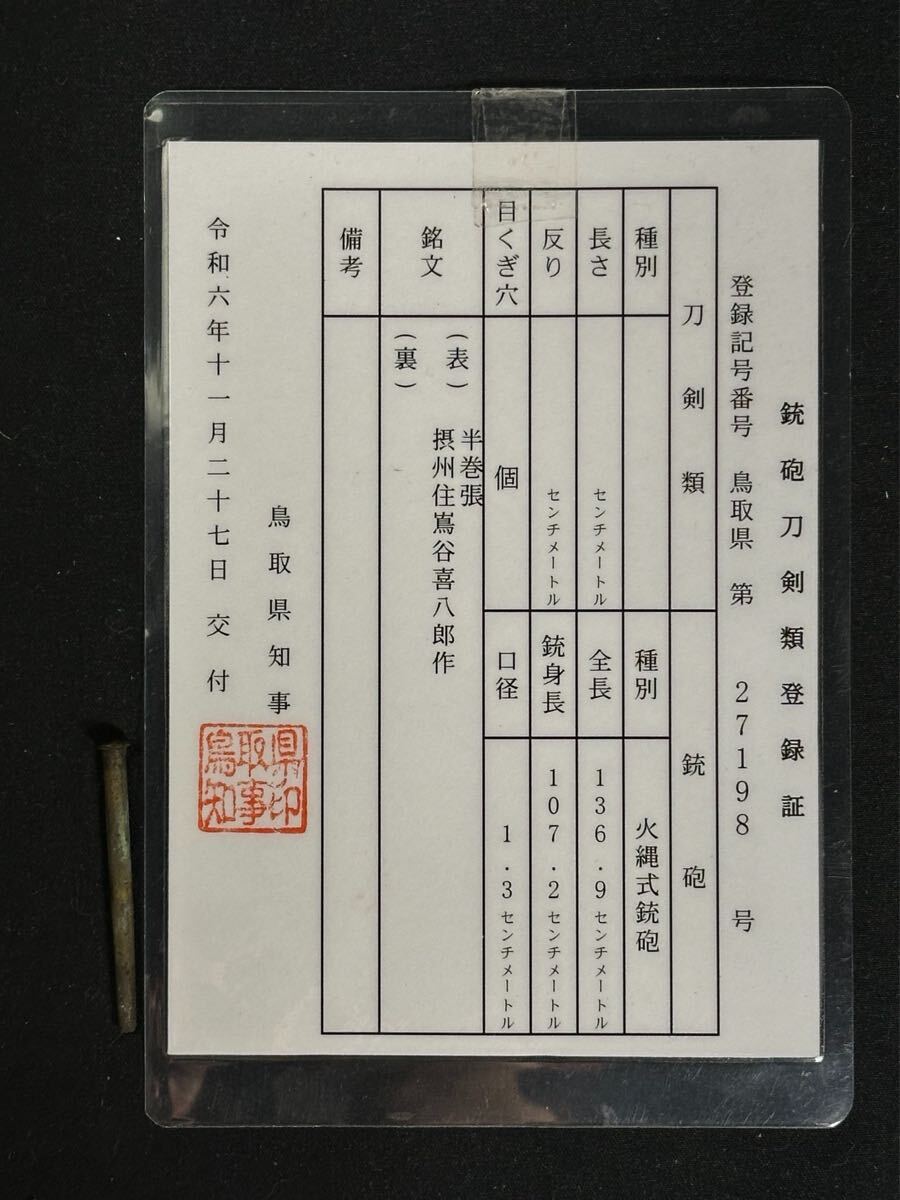 銃砲刀剣類登録証
登録記号番号 鳥取県 第 27198 号
刀剣類
銃砲
種別
種別
火縄式銃砲
長さ
センチメートル
全長
136.9センチメートル
反り
センチメートル
銃身長
107.2センチメートル
目くぎ穴
個
口径
1.3センチメートル
銘文
(表)
半巻張
摂州住嶌谷喜八郎作
(裏)
備考
鳥取県知事
鳥取県知事印
令和六年十一月二十七日 交付